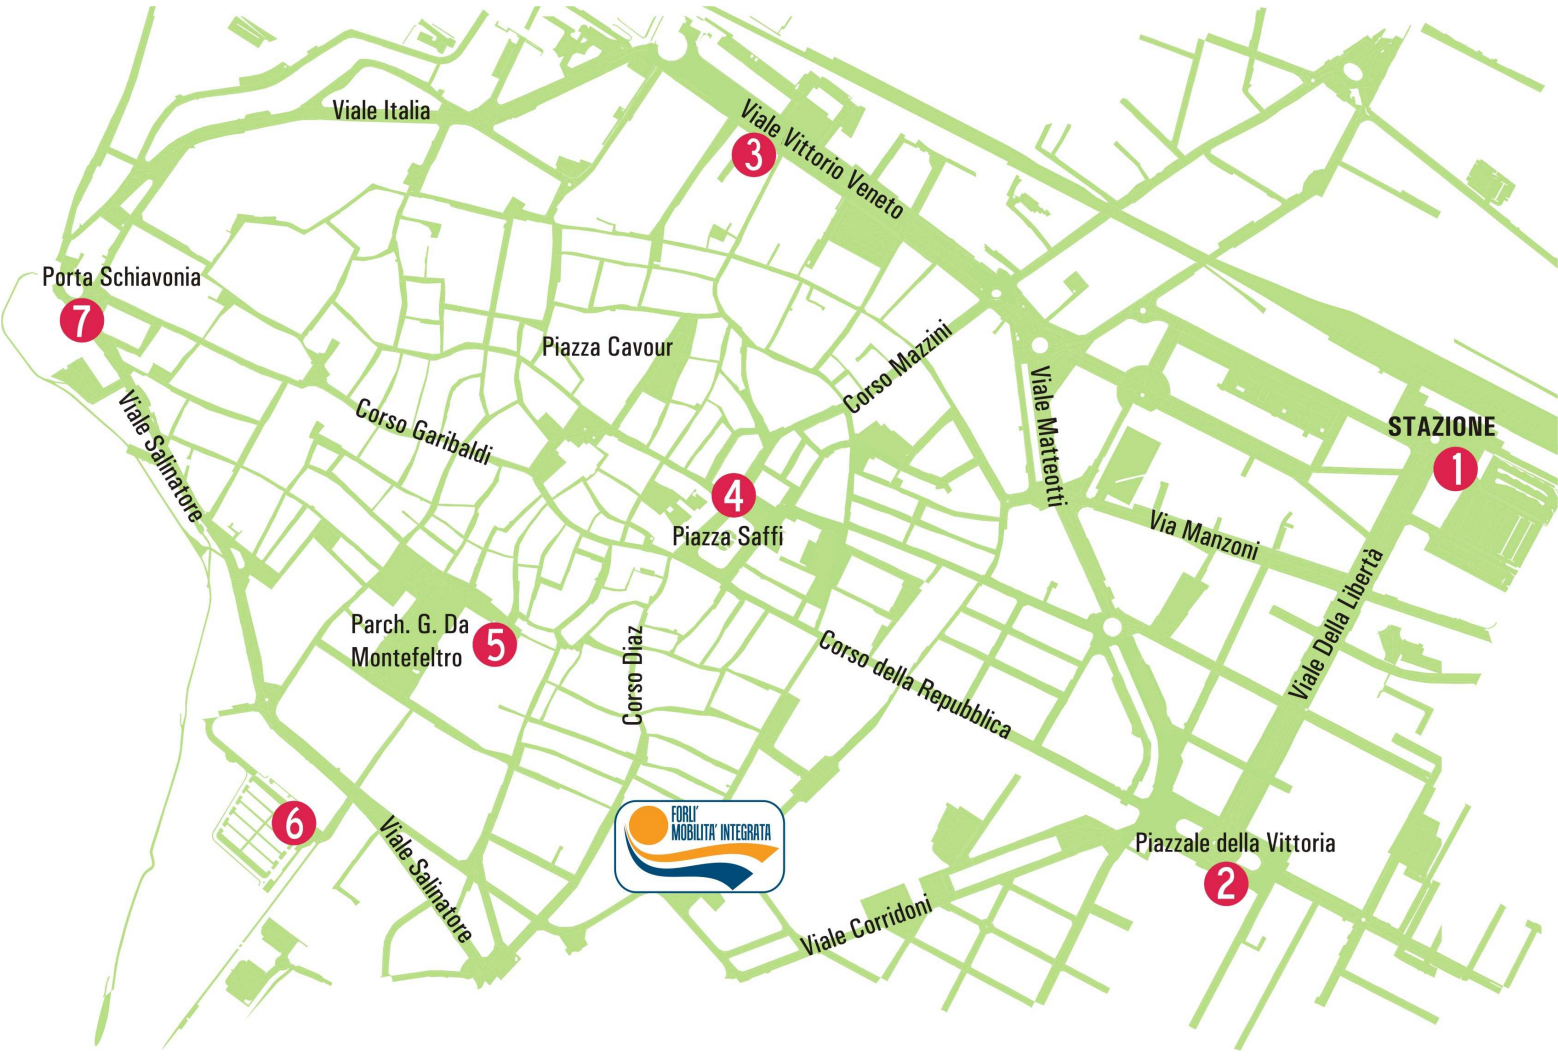 Viale Italia
Viale Vittorio Veneto
3
Porta Schiavonia
7
Piazza Cavour
Corso Mazzini
Viale Matteotti
STAZIONE
1
Viale Salinatore
Corso Garibaldi
4
Piazza Saffi
Via Manzoni
Viale Della Libertà
Parch. G. Da
Montefeltro
5
Corso Diaz
Corso della Repubblica
6
Viale Salinatore
FORLI'
MOBILITA' INTEGRATA
Piazzale della Vittoria
2
Viale Corridoni